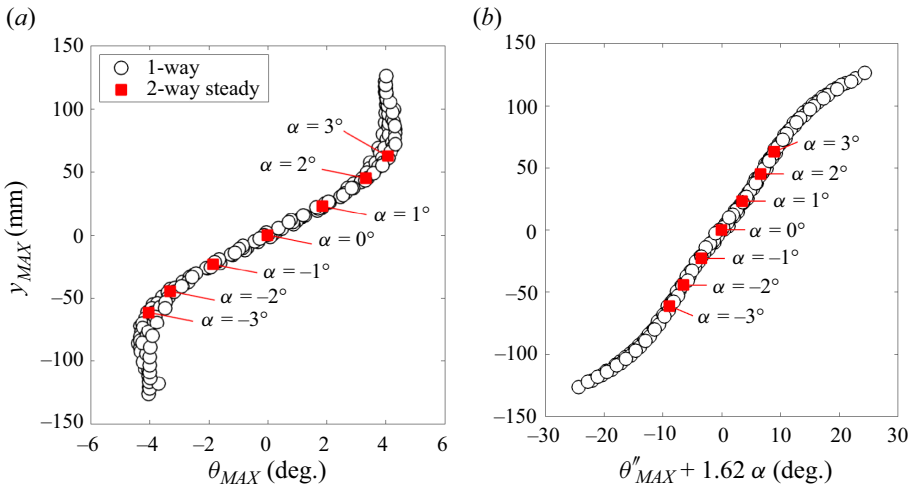 (a)
150
100
50
0
–50
–100
150
–6
–4
–2
0
2
4
6
y_MAX (mm)
θ_MAX (deg.)
1-way
2-way steady
α = 3°
α = 2°
α = 1°
α = 0°
α = –1°
α = –2°
α = –3°
(b)
150
100
50
0
–50
–100
–150
–30
–20
–10
0
10
20
30
θ″_MAX + 1.62 α (deg.)
α = 3°
α = 2°
α = 1°
α = 0°
α = –1°
α = –2°
α = –3°